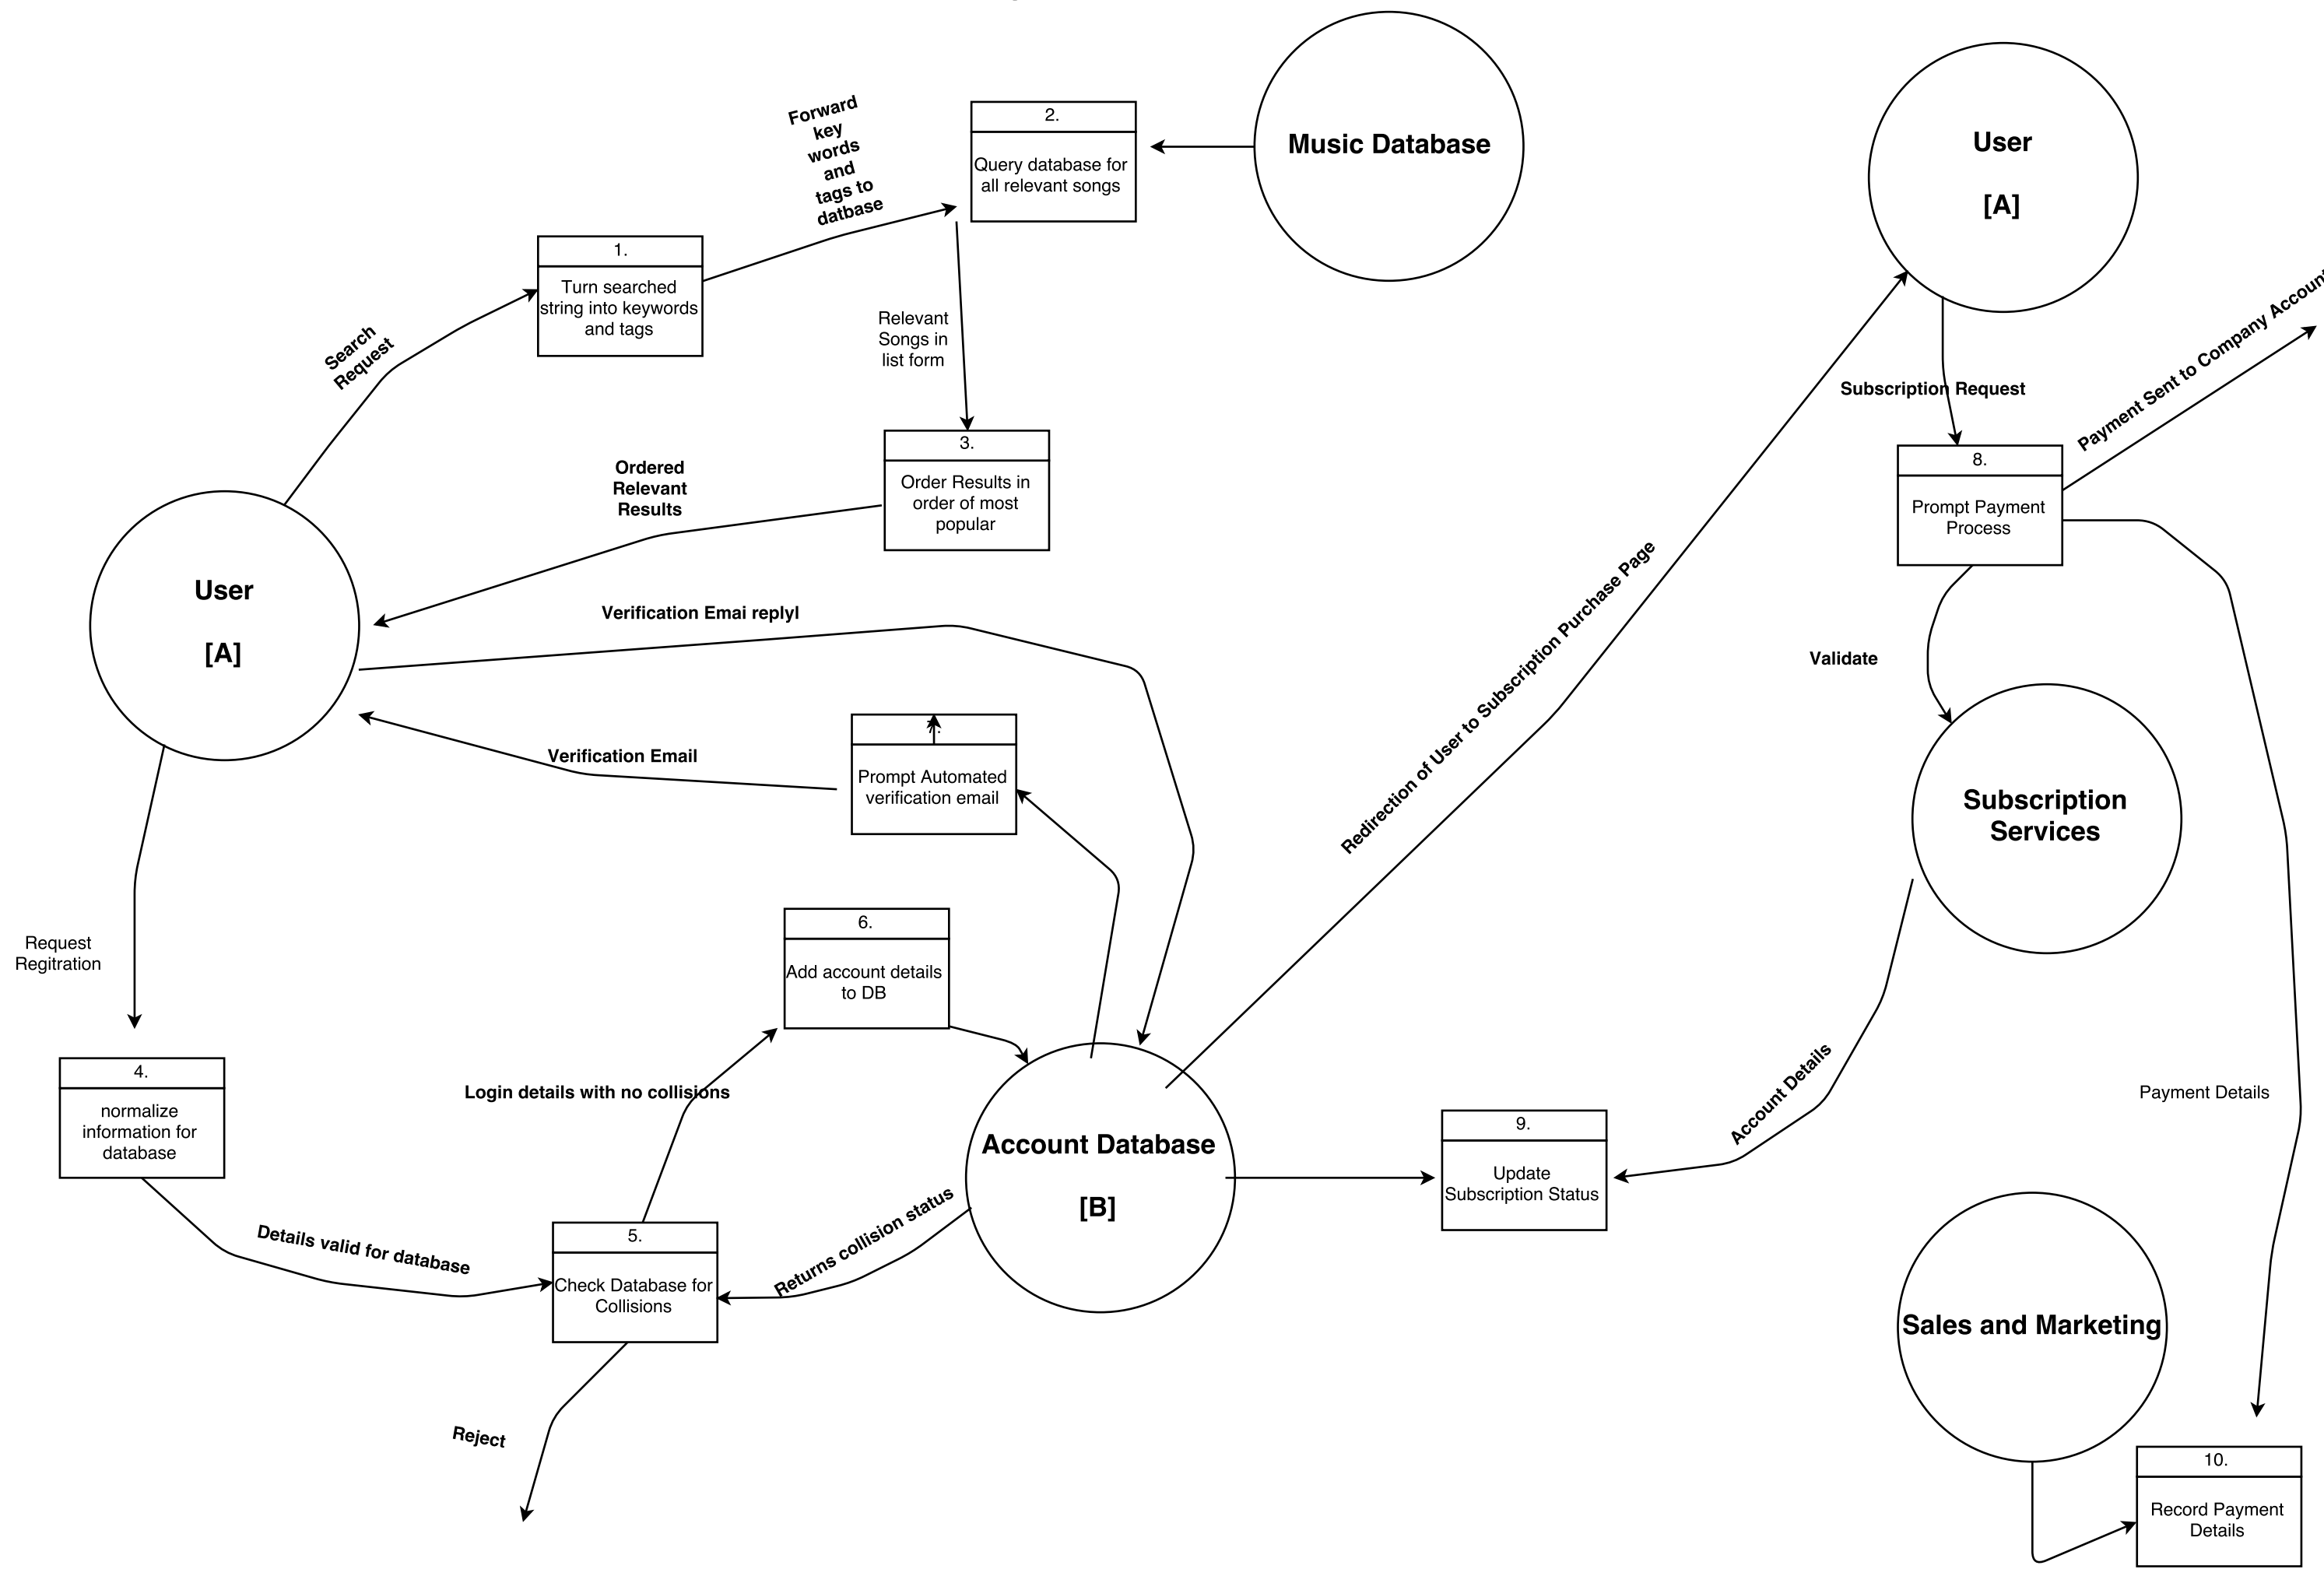 Forward
key
words
and
tags to
datbase
2.
Query database for
all relevant songs
Music Database
User
[A]
1.
Turn searched
string into keywords
and tags
Search
Request
Relevant
Songs in
list form
Subscription Request
Payment Sent to Company Account
3.
Order Results in
order of most
popular
Ordered
Relevant
Results
8.
Prompt Payment
Process
User
[A]
Verification Emai replyl
Redirection of User to Subscription Purchase Page
Validate
7.
Prompt Automated
verification email
Verification Email
Subscription
Services
Request
Regitration
6.
Add account details
to DB
4.
normalize
information for
database
Login details with no collisions
Account Database
[B]
9.
Update
Subscription Status
Account Details
Payment Details
Details valid for database
5.
Check Database for
Collisions
Returns collision status
Sales and Marketing
Reject
10.
Record Payment
Details